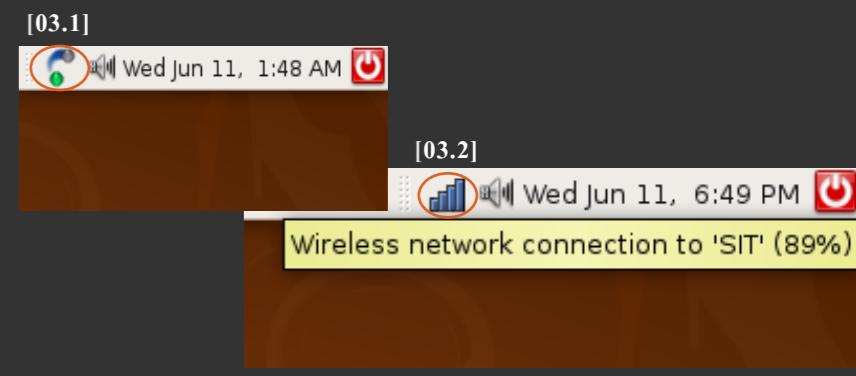 [03.1]
Wed Jun 11, 1:48 AM
[03.2]
Wed Jun 11, 6:49 PM
Wireless network connection to 'SIT' (89%)